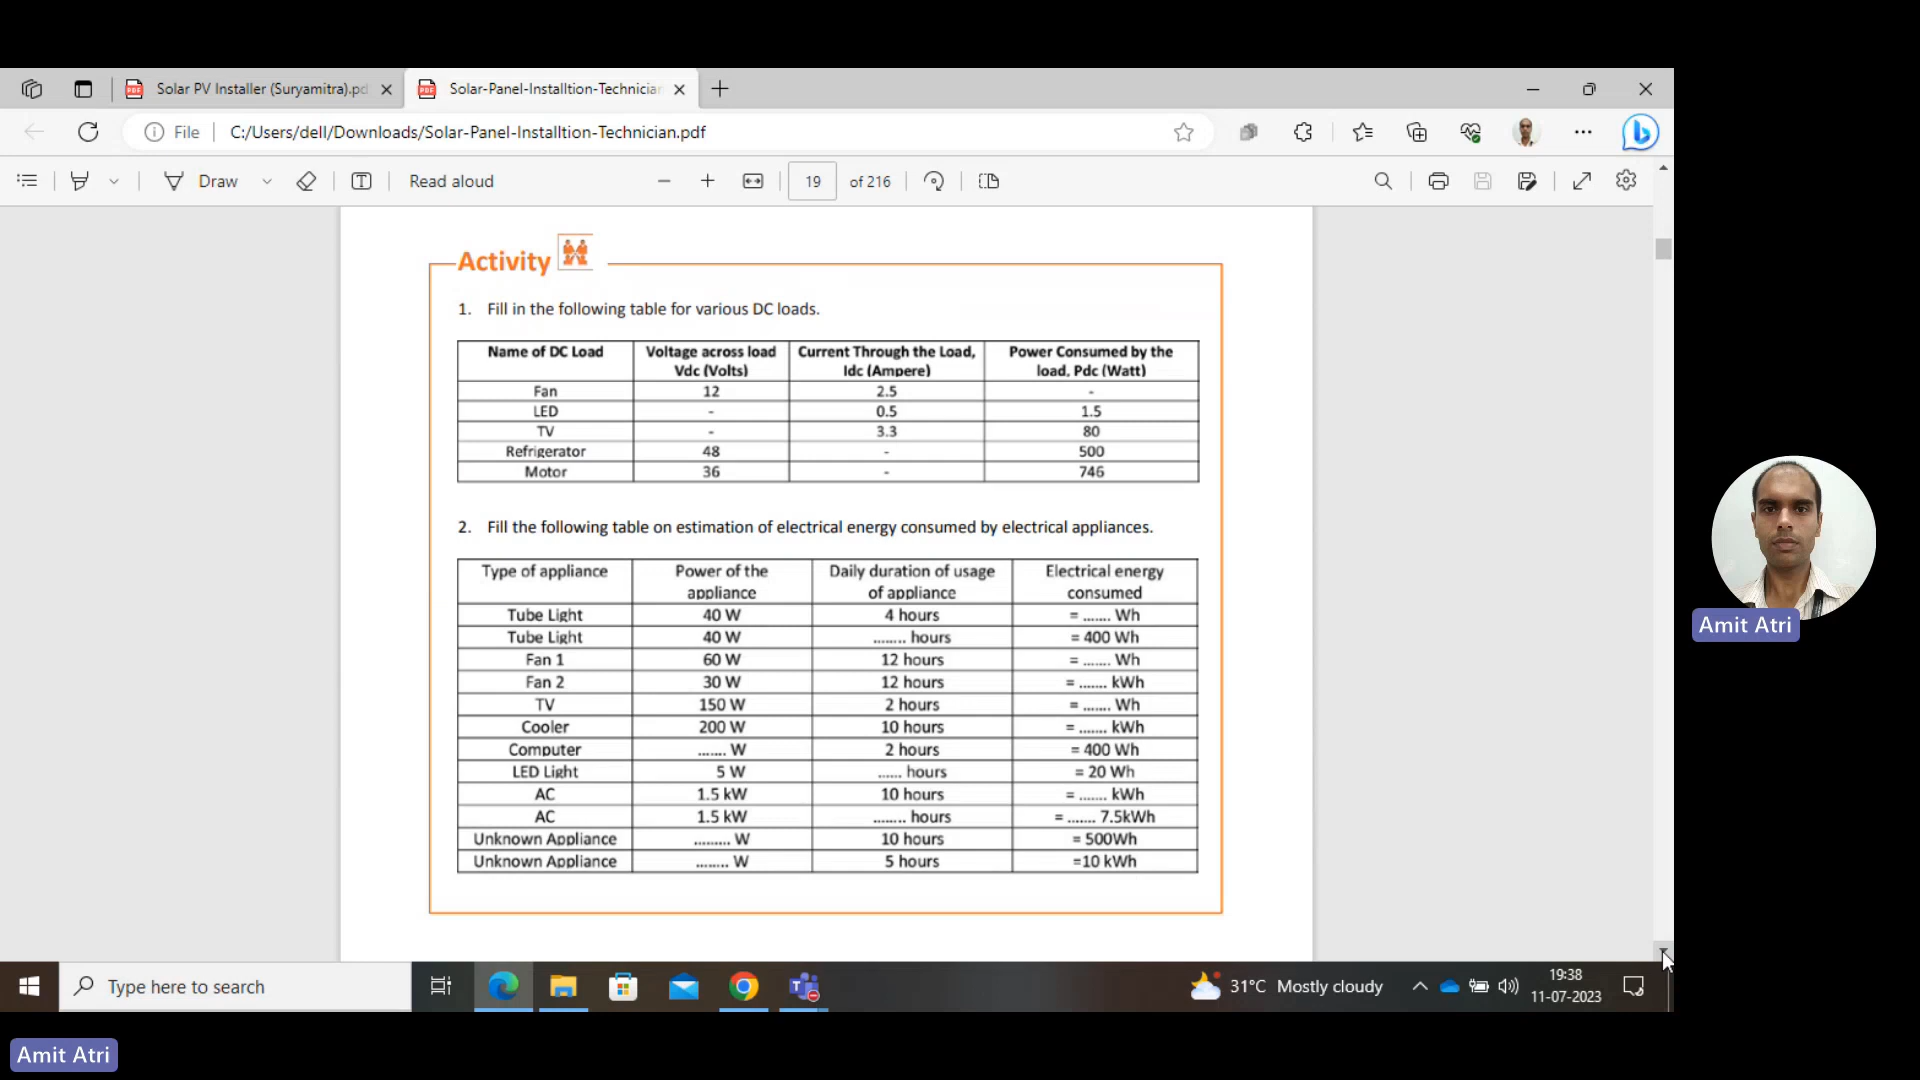 Solar PV Installer (Suryamitra).pd
Solar-Panel-Installtion-Technician
File C:/Users/dell/Downloads/Solar-Panel-Installtion-Technician.pdf
Draw Read aloud 19 of 216
Activity
1. Fill in the following table for various DC loads.
Name of DC Load Voltage across load Current Through the Load, Power Consumed by the
Vdc (Volts) Idc (Ampere) load, Pdc (Watt)
Fan 12 2.5 -
LED - 0.5 1.5
TV - 3.3 80
Refrigerator 48 - 500
Motor 36 - 746
2. Fill the following table on estimation of electrical energy consumed by electrical appliances.
Type of appliance Power of the Daily duration of usage Electrical energy
appliance of appliance consumed
Tube Light 40 W 4 hours = ....... Wh
Tube Light 40 W ........ hours = 400 Wh
Fan 1 60 W 12 hours = ....... Wh
Fan 2 30 W 12 hours = ....... kWh
TV 150 W 2 hours = ....... Wh
Cooler 200 W 10 hours = ....... kWh
Computer ....... W 2 hours = 400 Wh
LED Light 5 W ...... hours = 20 Wh
AC 1.5 kW 10 hours = ....... kWh
AC 1.5 kW ........ hours = ....... 7.5kWh
Unknown Appliance ......... W 10 hours = 500Wh
Unknown Appliance ........ W 5 hours =10 kWh
Amit Atri
Type here to search
31°C Mostly cloudy
19:38
11-07-2023
Amit Atri